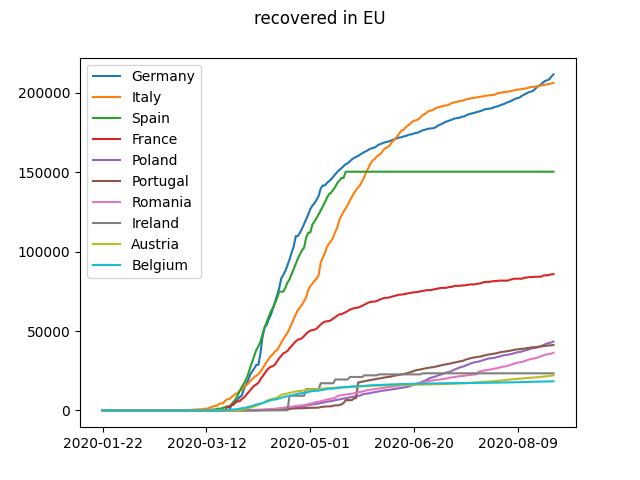 recovered in EU
Germany
Italy
Spain
France
Poland
Portugal
Romania
Ireland
Austria
Belgium
200000
150000
100000
50000
0
2020-01-22 2020-03-12 2020-05-01 2020-06-20 2020-08-09